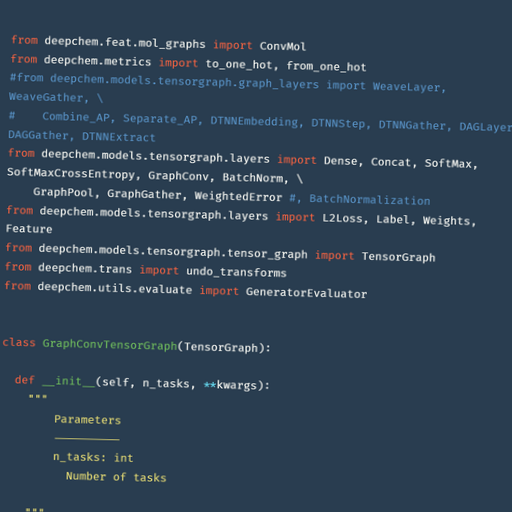 from deepchem.feat.mol_graphs import ConvMol
from deepchem.metrics import to_one_hot, from_one_hot
#from deepchem.models.tensorgraph.graph_layers import WeaveLayer,
WeaveGather, \
#    Combine_AP, Separate_AP, DTNNEmbedding, DTNNStep, DTNNGather, DAGLayer
DAGGather, DTNNExtract
from deepchem.models.tensorgraph.layers import Dense, Concat, SoftMax,
SoftMaxCrossEntropy, GraphConv, BatchNorm, \
    GraphPool, GraphGather, WeightedError #, BatchNormalization
from deepchem.models.tensorgraph.layers import L2Loss, Label, Weights,
Feature
from deepchem.models.tensorgraph.tensor_graph import TensorGraph
from deepchem.trans import undo_transforms
from deepchem.utils.evaluate import GeneratorEvaluator
class GraphConvTensorGraph(TensorGraph):
  def __init__(self, n_tasks, **kwargs):
    """
        Parameters
        ----------
        n_tasks: int
          Number of tasks
    """